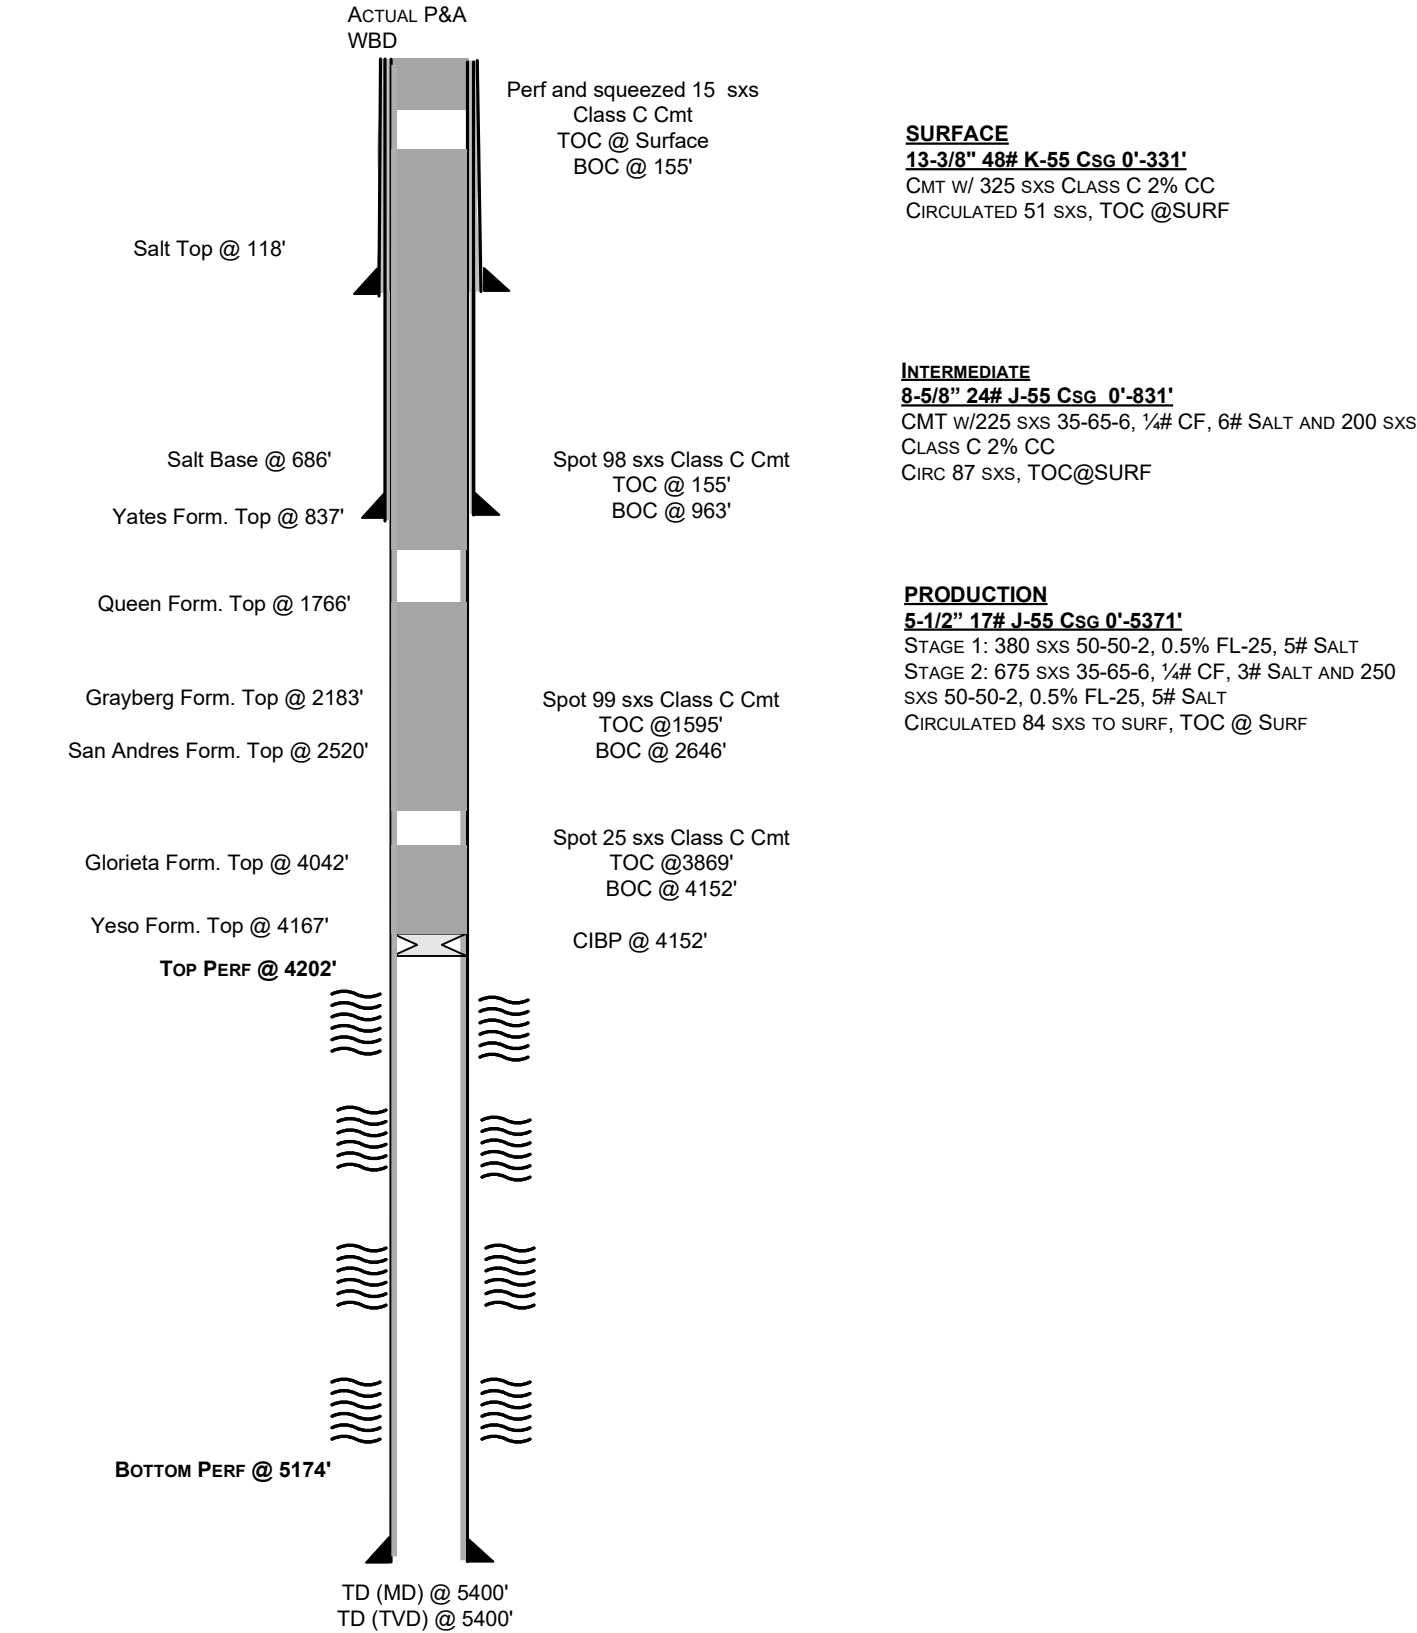 ACTUAL P&A
WBD
Perf and squeezed 15 sxs
Class C Cmt
TOC @ Surface
BOC @ 155'
SURFACE
13-3/8" 48# K-55 CSG 0'-331'
CMT W/ 325 SXS CLASS C 2% CC
CIRCULATED 51 SXS, TOC @SURF
Salt Top @ 118'
INTERMEDIATE
8-5/8” 24# J-55 CSG 0'-831'
CMT W/225 SXS 35-65-6, ¼# CF, 6# SALT AND 200 SXS
CLASS C 2% CC
CIRC 87 SXS, TOC@SURF
Salt Base @ 686'
Yates Form. Top @ 837'
Spot 98 sxs Class C Cmt
TOC @ 155'
BOC @ 963'
Queen Form. Top @ 1766'
PRODUCTION
5-1/2” 17# J-55 CSG 0'-5371'
STAGE 1: 380 SXS 50-50-2, 0.5% FL-25, 5# SALT
STAGE 2: 675 SXS 35-65-6, ¼# CF, 3# SALT AND 250
SXS 50-50-2, 0.5% FL-25, 5# SALT
CIRCULATED 84 SXS TO SURF, TOC @ SURF
Grayberg Form. Top @ 2183'
San Andres Form. Top @ 2520'
Spot 99 sxs Class C Cmt
TOC @1595'
BOC @ 2646'
Glorieta Form. Top @ 4042'
Spot 25 sxs Class C Cmt
TOC @3869'
BOC @ 4152'
Yeso Form. Top @ 4167'
CIBP @ 4152'
TOP PERF @ 4202'
BOTTOM PERF @ 5174'
TD (MD) @ 5400'
TD (TVD) @ 5400'